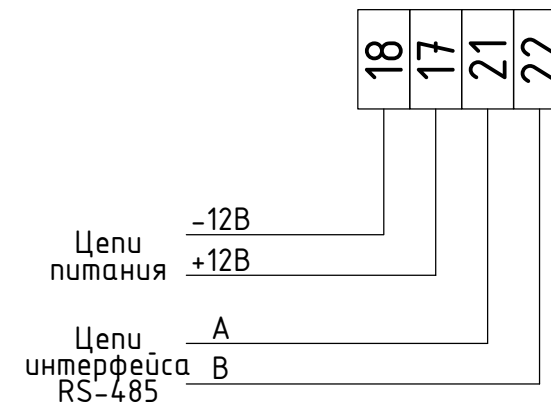 18 17 21 22
-12В
Цепи
питания
+12В
A
Цепи
интерфейса
B
RS-485